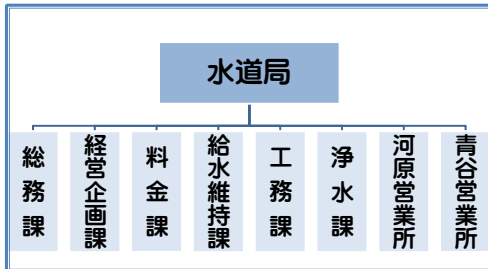 水道局
総務課
経営企画課
料金課
給水維持課
工務課
浄水課
河原営業所
青谷営業所